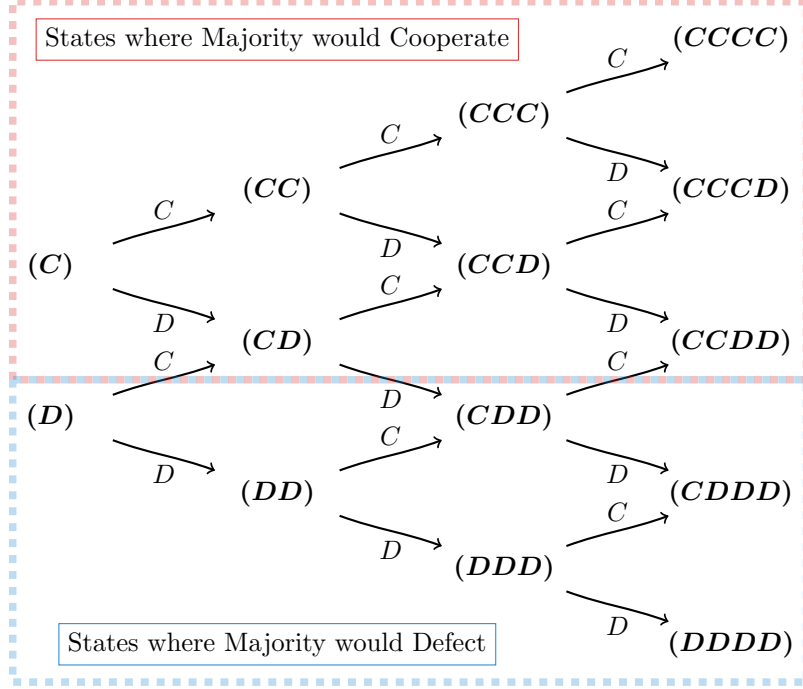 States where Majority would Cooperate
(CCCC)
C
(CCC)
C
D
(CC)
(CCCD)
C
C
D
(C)
(CCD)
C
D
D
(CD)
(CCDD)
C
C
D
(D)
(CDD)
C
D
D
(DD)
(CDDD)
C
D
(DDD)
D
States where Majority would Defect
(DDDD)